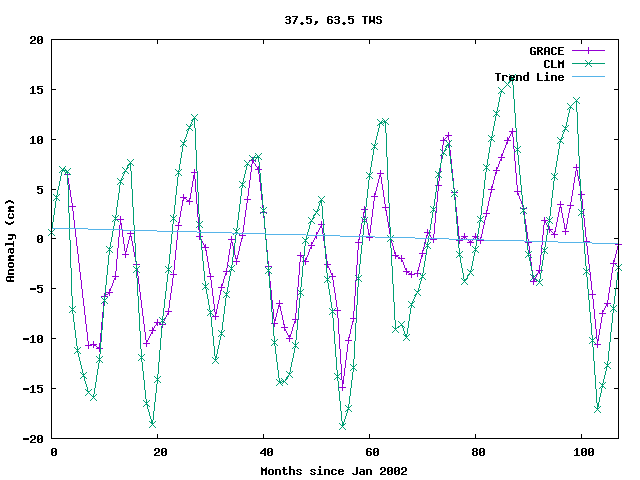 37.5, 63.5 TWS
GRACE
CLM
Trend Line
20
15
10
5
0
-5
-10
-15
-20
Anomaly (cm)
0 20 40 60 80 100
Months since Jan 2002